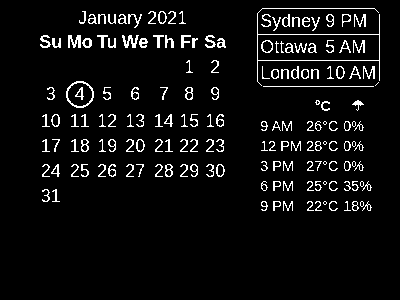 January 2021
Su Mo Tu We Th Fr Sa
1 2
3 4 5 6 7 8 9
10 11 12 13 14 15 16
17 18 19 20 21 22 23
24 25 26 27 28 29 30
31
Sydney 9 PM
Ottawa 5 AM
London 10 AM
°C ☂
9 AM 26°C 0%
12 PM 28°C 0%
3 PM 27°C 0%
6 PM 25°C 35%
9 PM 22°C 18%